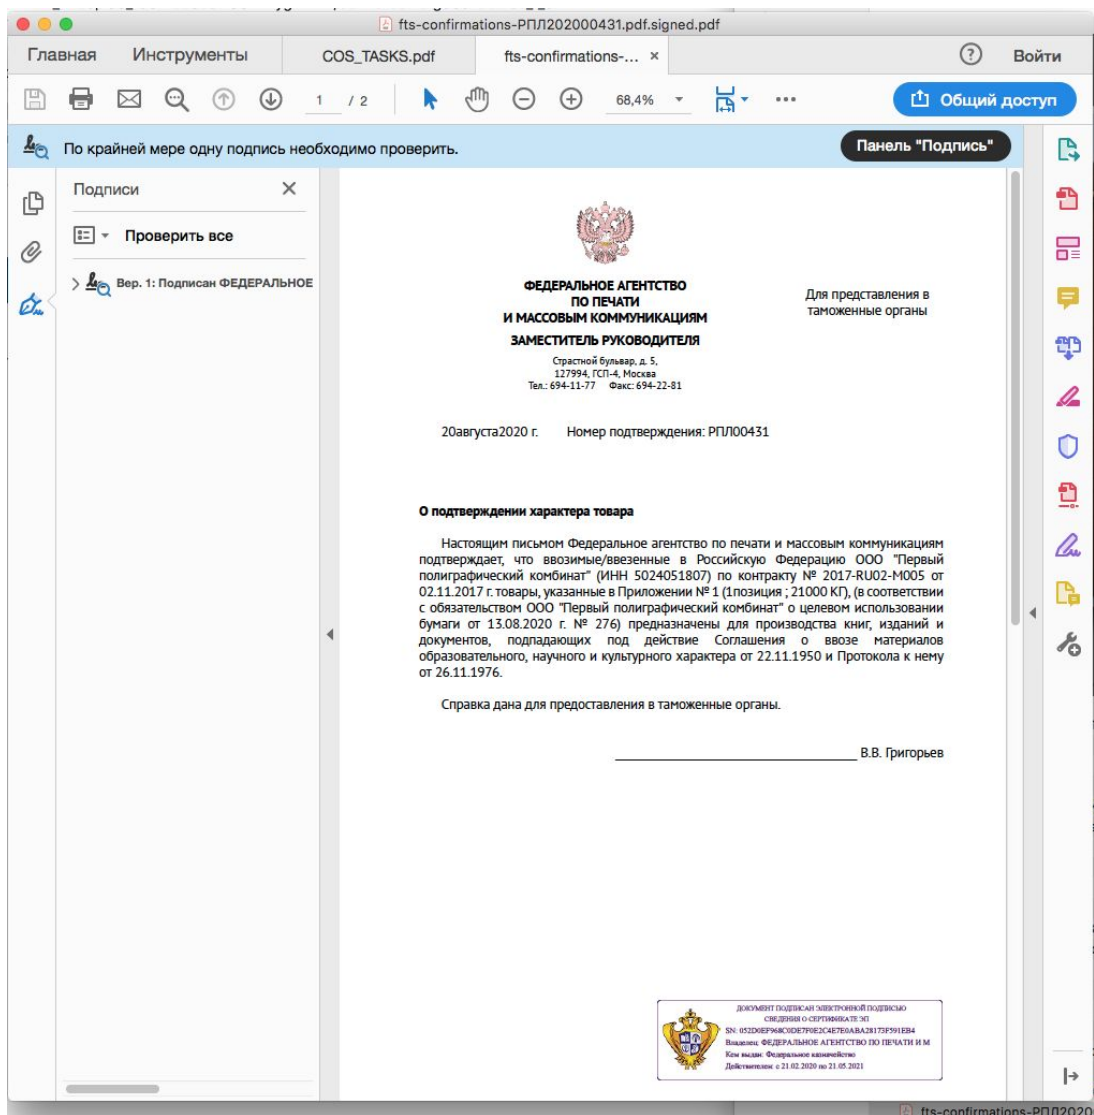 fts-confirmations-РПЛ202000431.pdf.signed.pdf
Главная Инструменты COS_TASKS.pdf fts-confirmations-... × ? Войти
1 / 2 68,4% Общий доступ
По крайней мере одну подпись необходимо проверить. Панель "Подпись"
Подписи
Проверить все
Вер. 1: Подписан ФЕДЕРАЛЬНОЕ
ФЕДЕРАЛЬНОЕ АГЕНТСТВО
ПО ПЕЧАТИ
И МАССОВЫМ КОММУНИКАЦИЯМ
ЗАМЕСТИТЕЛЬ РУКОВОДИТЕЛЯ
Страстной бульвар, д. 5,
127994, ГСП-4, Москва
Тел.: 694-11-77 Факс: 694-22-81
Для представления в
таможенные органы
20августа2020 г. Номер подтверждения: РПЛ00431
О подтверждении характера товара
Настоящим письмом Федеральное агентство по печати и массовым коммуникациям
подтверждает, что ввозимые/ввезенные в Российскую Федерацию ООО "Первый
полиграфический комбинат" (ИНН 5024051807) по контракту № 2017-RU02-M005 от
02.11.2017 г. товары, указанные в Приложении № 1 (1позиция ; 21000 КГ), (в соответствии
с обязательством ООО "Первый полиграфический комбинат" о целевом использовании
бумаги от 13.08.2020 г. № 276) предназначены для производства книг, изданий и
документов, подпадающих под действие Соглашения о ввозе материалов
образовательного, научного и культурного характера от 22.11.1950 и Протокола к нему
от 26.11.1976.
Справка дана для предоставления в таможенные органы.
В.В. Григорьев
ДОКУМЕНТ ПОДПИСАН ЭЛЕКТРОННОЙ ПОДПИСЬЮ
СВЕДЕНИЯ О СЕРТИФИКАТЕ ЭП
SN: 052D0EF968C0DE7F0E2C4E7E0ABA28173F591EB4
Владелец: ФЕДЕРАЛЬНОЕ АГЕНТСТВО ПО ПЕЧАТИ И М
Кем выдан: Федеральное казначейство
Действителен: с 21.02.2020 по 21.05.2021
fts-confirmations-РПЛ2020